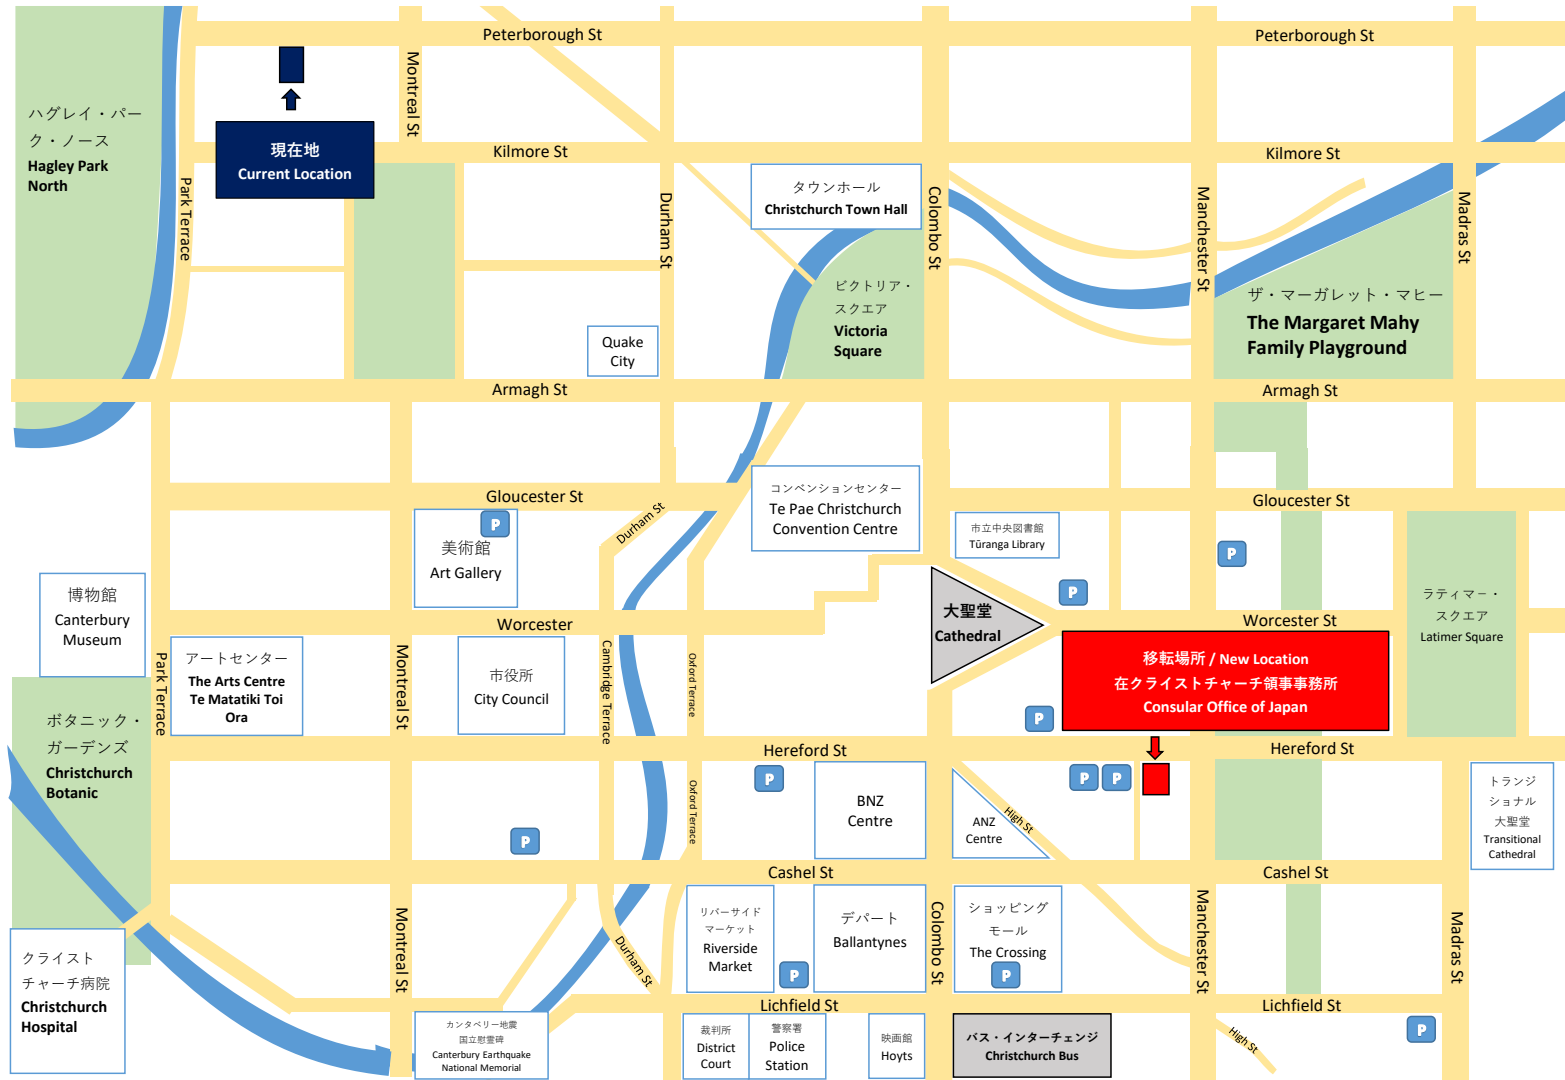 Peterborough St
Peterborough St
Montreal St
ハグレイ・パー
ク・ノース
Hagley Park
North
現在地
Current Location
Kilmore St
Kilmore St
Park Terrace
Durham St
タウンホール
Christchurch Town Hall
Colombo St
Manchester St
Madras St
ビクトリア・
スクエア
Victoria
Square
ザ・マーガレット・マヒー
The Margaret Mahy
Family Playground
Quake
City
Armagh St
Armagh St
Gloucester St
Gloucester St
コンベンションセンター
Te Pae Christchurch
Convention Centre
P
美術館
Art Gallery
Durham St
市立中央図書館
Tūranga Library
P
P
博物館
Canterbury
Museum
大聖堂
Cathedral
ラティマー・
スクエア
Latimer Square
Worcester
Worcester St
Park Terrace
アートセンター
The Arts Centre
Te Matatiki Toi
Ora
Montreal St
市役所
City Council
Cambridge Terrace
Oxford Terrace
移転場所 / New Location
在クライストチャーチ領事事務所
Consular Office of Japan
P
ボタニック・
ガーデンズ
Christchurch
Botanic
Hereford St
Hereford St
P
BNZ
Centre
Oxford Terrace
ANZ
Centre
High St
P
P
トランジ
ショナル
大聖堂
Transitional
Cathedral
P
Cashel St
Cashel St
クライスト
チャーチ病院
Christchurch
Hospital
Montreal St
Durham St
リバーサイド
マーケット
Riverside
Market
P
デパート
Ballantynes
Colombo St
ショッピング
モール
The Crossing
P
Manchester St
Madras St
Lichfield St
Lichfield St
カンタベリー地震
国立慰霊碑
Canterbury Earthquake
National Memorial
裁判所
District
Court
警察署
Police
Station
映画館
Hoyts
バス・インターチェンジ
Christchurch Bus
High St
P